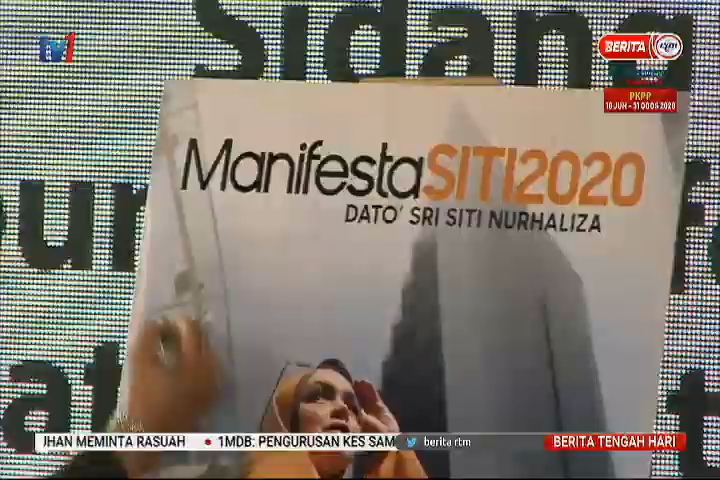 Sidang
tv1
BERITA rtm
PKPP
10 JUN - 31 OGOS 2020
ManifestaSITI2020
DATO' SRI SITI NURHALIZA
JHAN MEMINTA RASUAH • 1MDB: PENGURUSAN KES SAM
berita rtm
BERITA TENGAH HARI